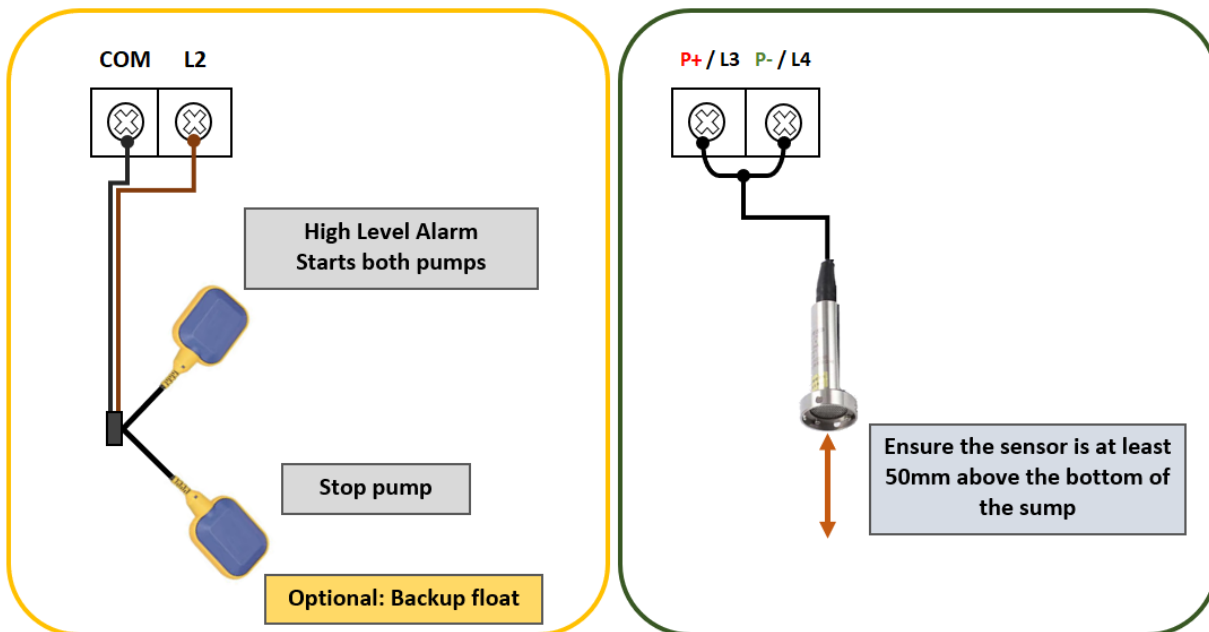 COM L2
High Level Alarm
Starts both pumps
Stop pump
Optional: Backup float
P+ / L3 P- / L4
Ensure the sensor is at least
50mm above the bottom of
the sump